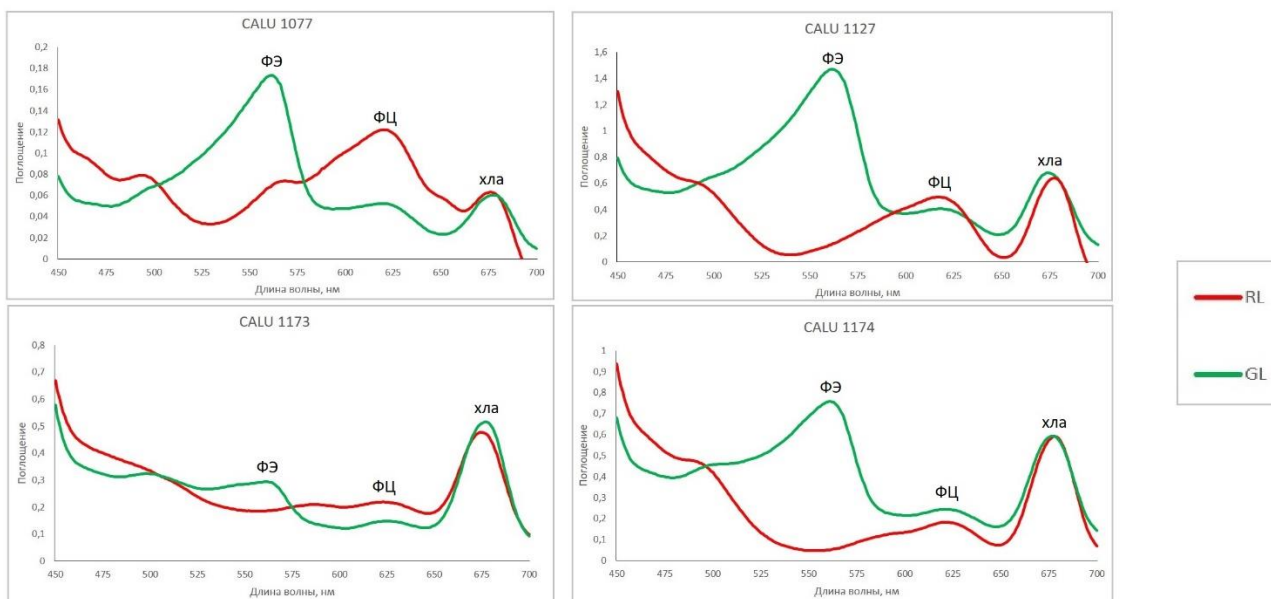 CALU 1077
0,2
0,18
0,16
0,14
0,12
0,1
0,08
0,06
0,04
0,02
0
Поглощение
ФЭ
ФЦ
хла
450 475 500 525 550 575 600 625 650 675 700
Длина волны, нм
CALU 1127
1,6
1,4
1,2
1
0,8
0,6
0,4
0,2
0
Поглощение
ФЭ
ФЦ
хла
450 475 500 525 550 575 600 625 650 675 700
Длина волны, нм
CALU 1173
0,8
0,7
0,6
0,5
0,4
0,3
0,2
0,1
0
Поглощение
ФЭ
ФЦ
хла
450 475 500 525 550 575 600 625 650 675 700
Длина волны, нм
CALU 1174
1
0,9
0,8
0,7
0,6
0,5
0,4
0,3
0,2
0,1
0
Поглощение
ФЭ
ФЦ
хла
450 475 500 525 550 575 600 625 650 675 700
Длина волны, нм
RL
GL